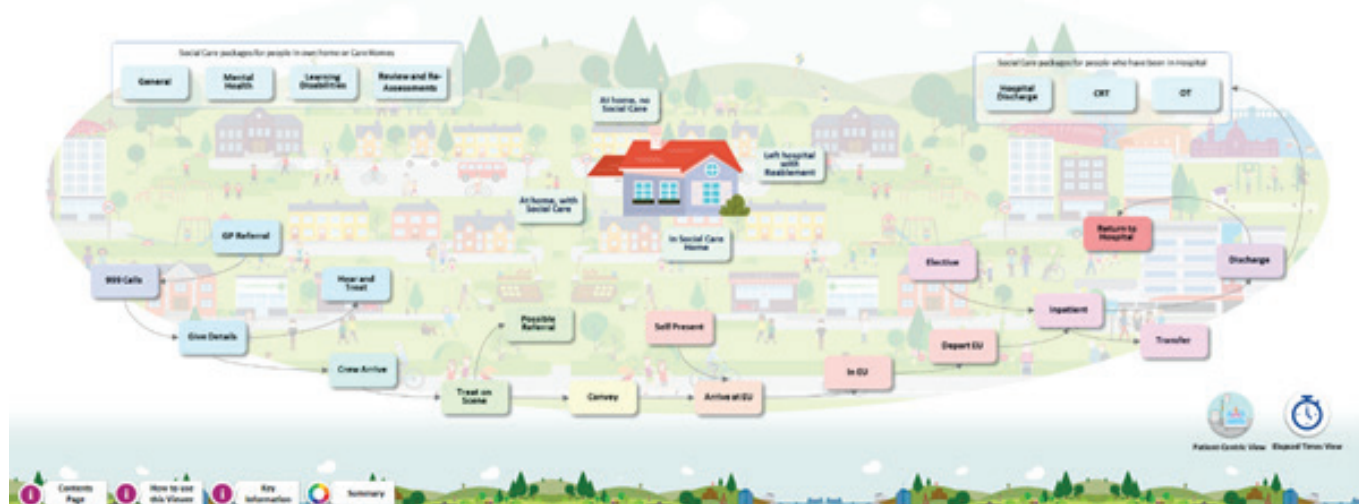 Social Care packages for people in own home or Care Homes
General
Mental
Health
Learning
Disabilities
Review and Re-
Assessments
Social Care packages for people who have been in Hospital
Hospital
Discharge
CRT
OT
At home, no
Social Care
Left hospital
with
Reablement
At home, with
Social Care
In Social Care
Home
GP Referral
999 Calls
Hear and
Treat
Give Details
Crew Arrive
Possible
Referral
Treat on
Scene
Convey
Self Present
Arrive at EU
In EU
Depart EU
Elective
Inpatient
Transfer
Return to
Hospital
Discharge
Patient Centric View
Elapsed Times View
Contents
Page
How to use
this Viewer
Key
Information
Summary